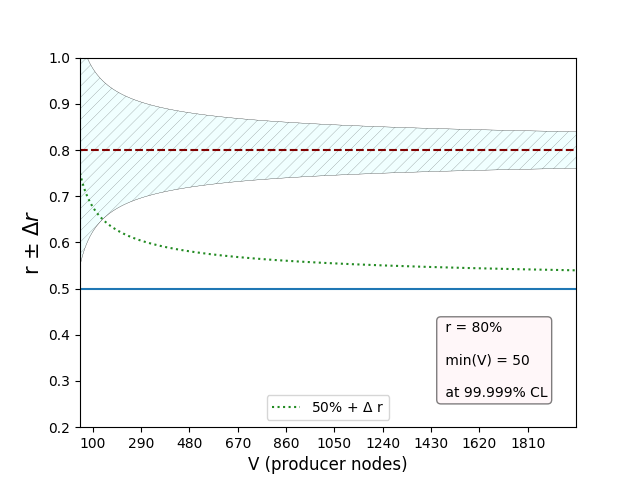 1.0
0.9
0.8
0.7
0.6
0.5
0.4
0.3
0.2
r ± Δr
r = 80%
min(V) = 50
at 99.999% CL
50% + Δ r
100 290 480 670 860 1050 1240 1430 1620 1810
V (producer nodes)